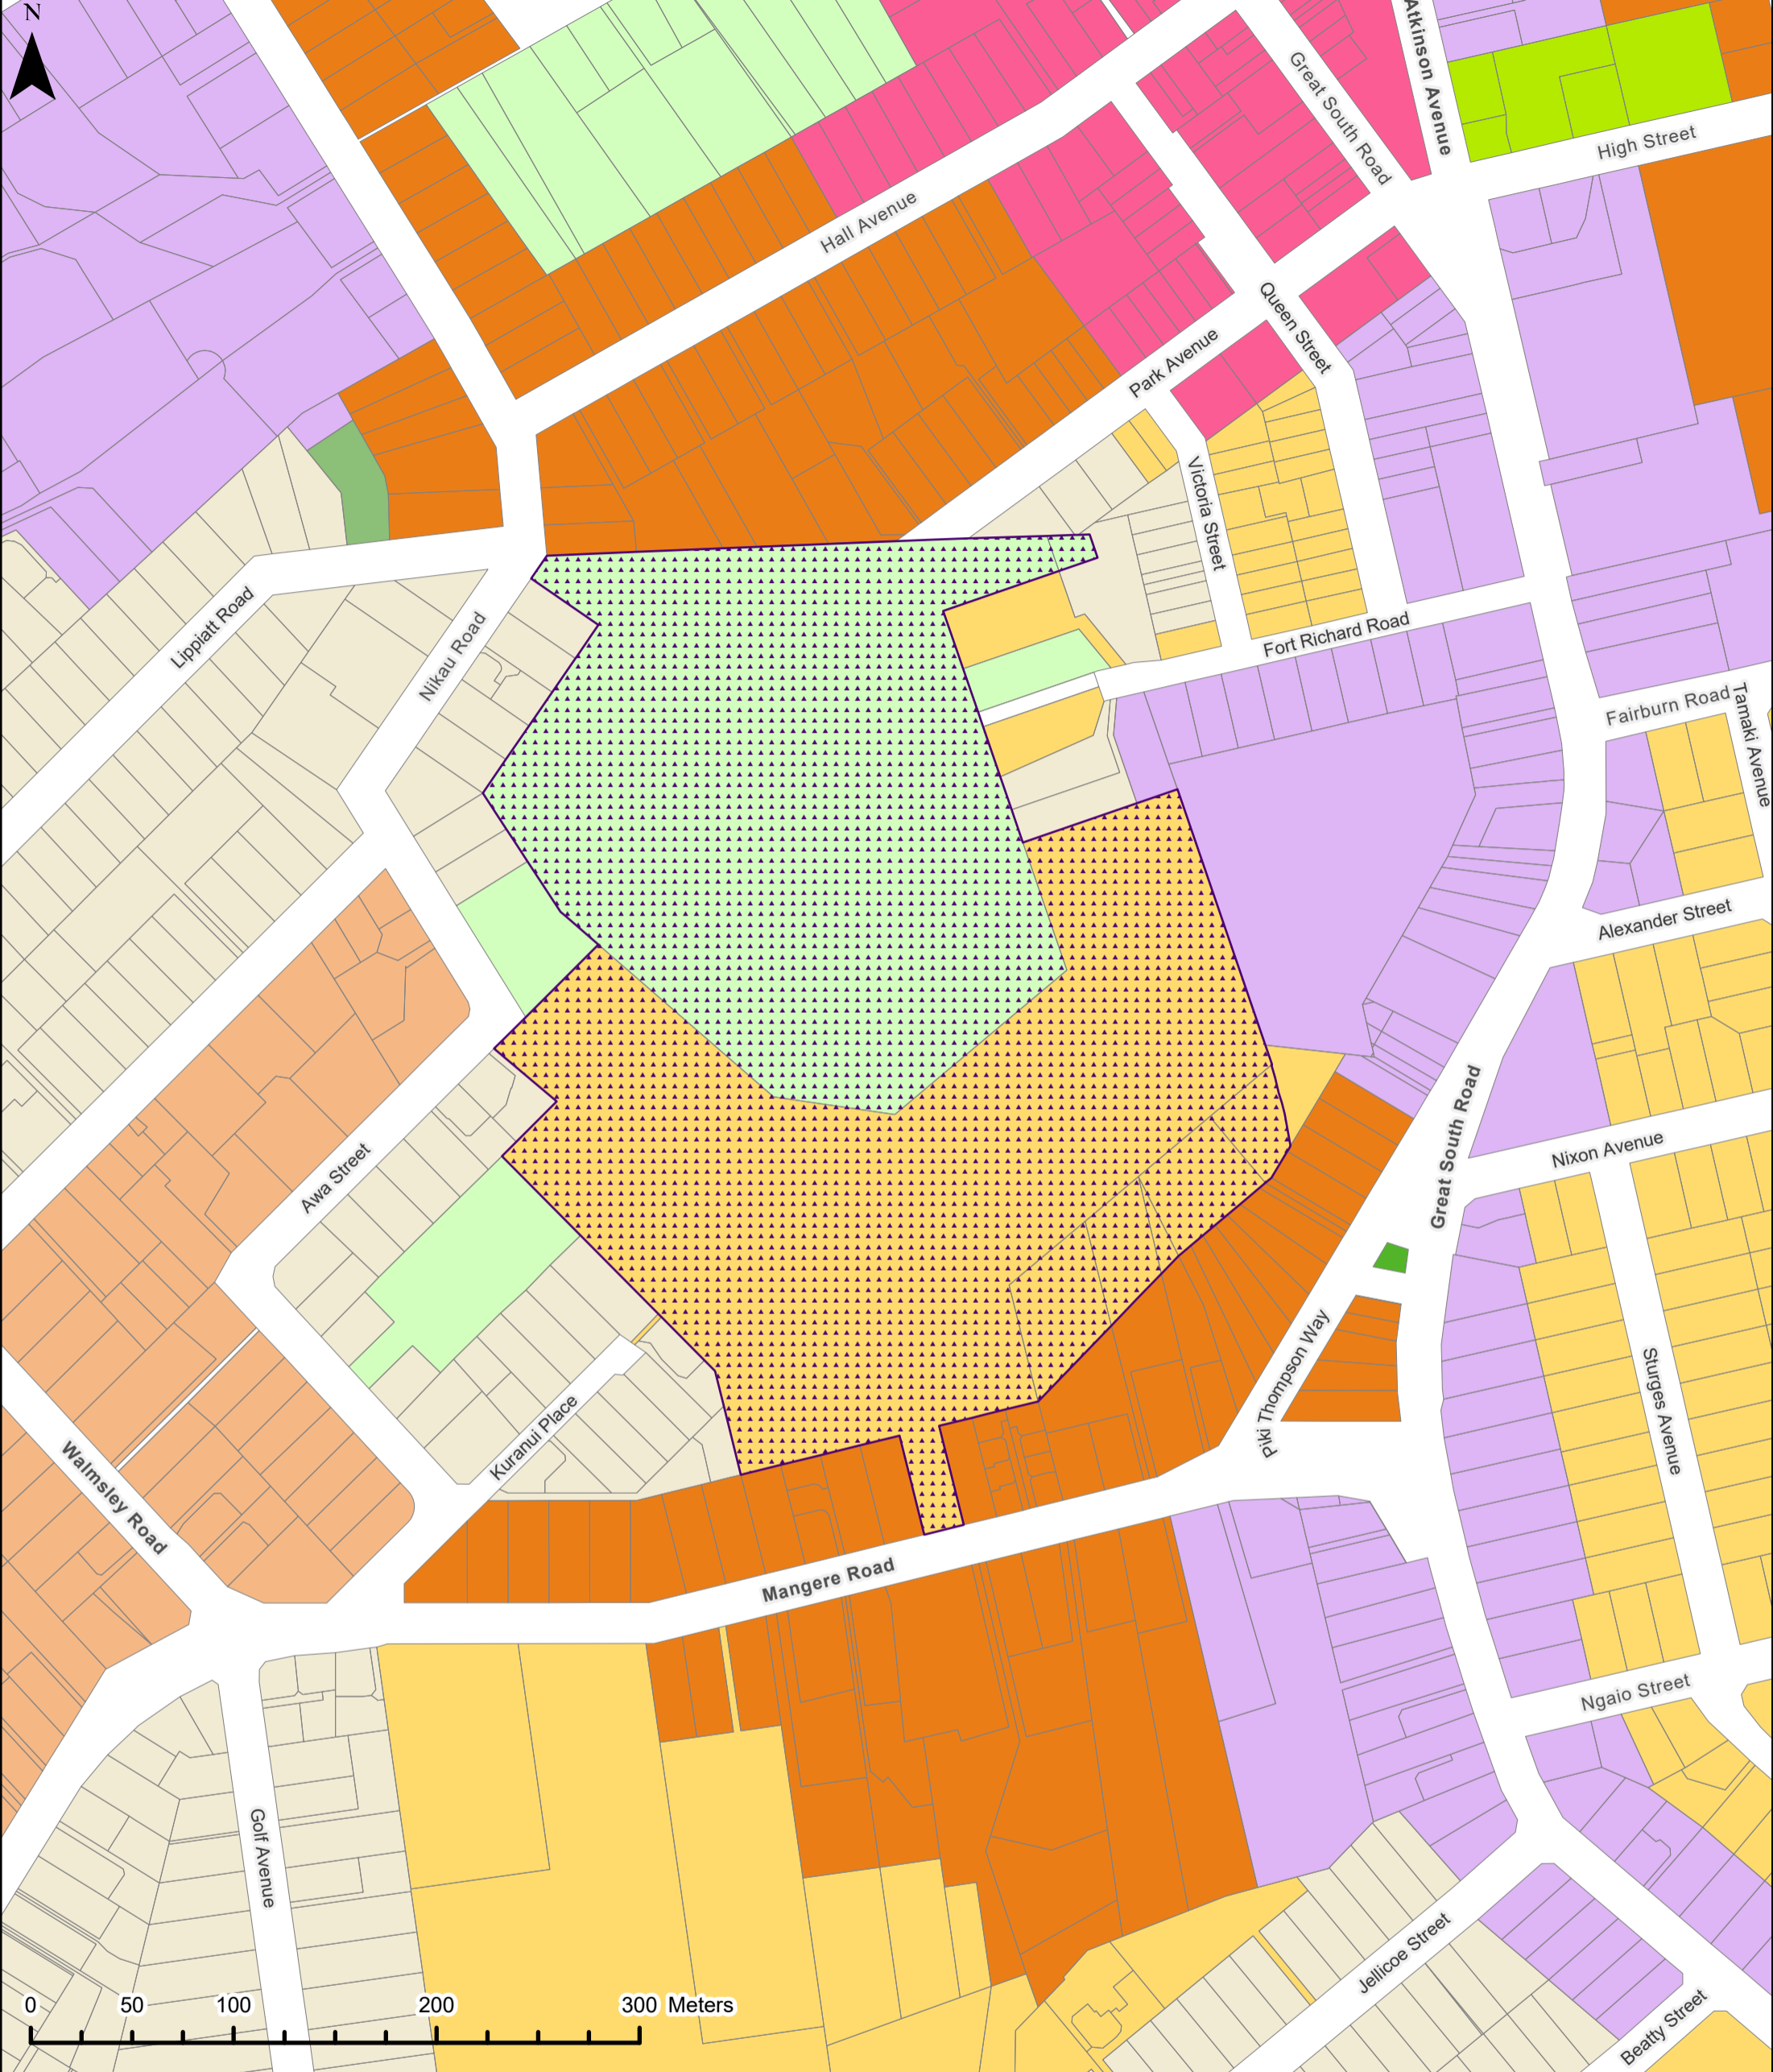 N
Atkinson Avenue
Great South Road
High Street
Hall Avenue
Queen Street
Park Avenue
Victoria Street
Lippiatt Road
Nikau Road
Fort Richard Road
Fairburn Road
Tamaki Avenue
Alexander Street
Great South Road
Nixon Avenue
Awa Street
Piki Thompson Way
Sturges Avenue
Kuranui Place
Walmsley Road
Mangere Road
Ngaio Street
Golf Avenue
Jellicoe Street
Beatty Street
0 50 100 200 300 Meters